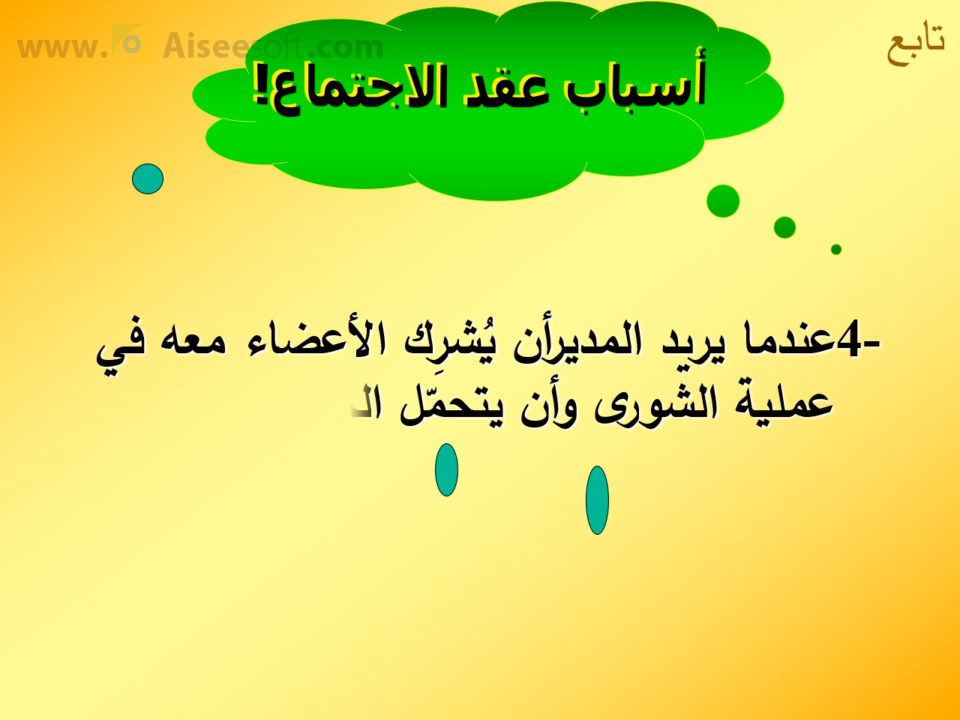 تابع
www.Aiseesoft.com
أسباب عقد الاجتماع!
4-عندما يريد المديرأن يُشرِك الأعضاء معه في
عملية الشورى وأن يتحمّل